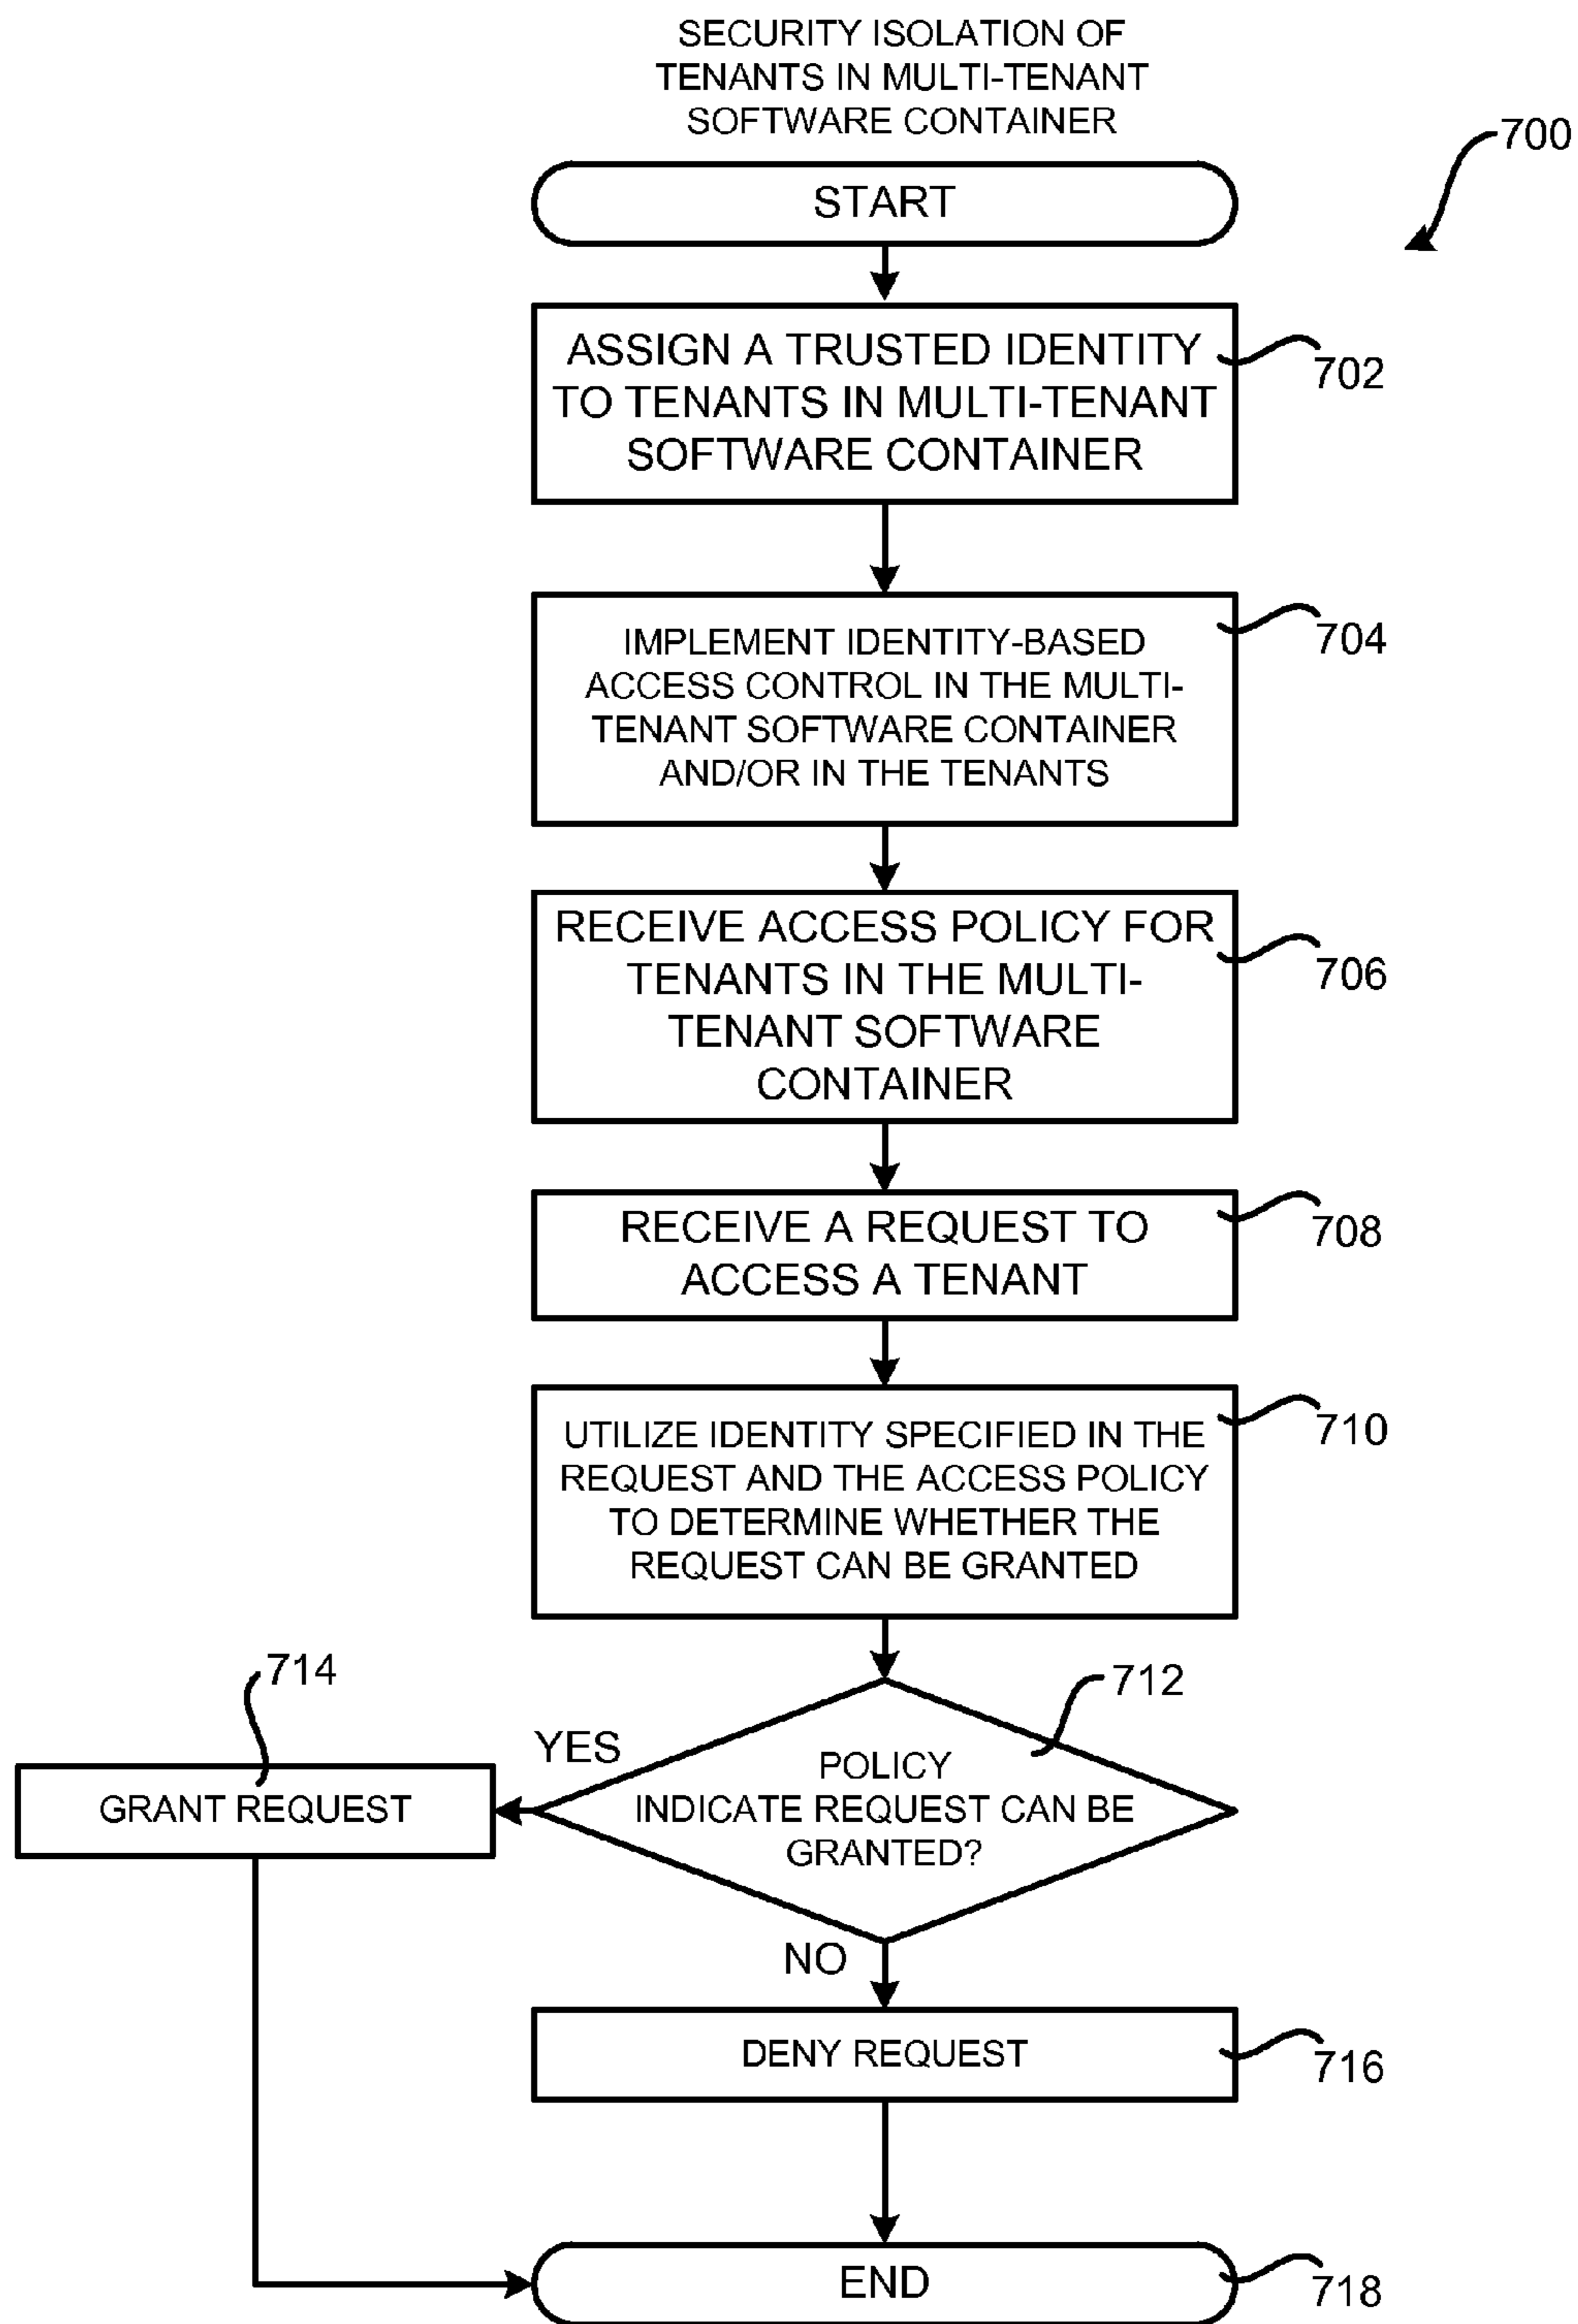 SECURITY ISOLATION OF
TENANTS IN MULTI-TENANT
SOFTWARE CONTAINER
700
START
ASSIGN A TRUSTED IDENTITY
TO TENANTS IN MULTI-TENANT
SOFTWARE CONTAINER
702
IMPLEMENT IDENTITY-BASED
ACCESS CONTROL IN THE MULTI-
TENANT SOFTWARE CONTAINER
AND/OR IN THE TENANTS
704
RECEIVE ACCESS POLICY FOR
TENANTS IN THE MULTI-
TENANT SOFTWARE
CONTAINER
706
RECEIVE A REQUEST TO
ACCESS A TENANT
708
UTILIZE IDENTITY SPECIFIED IN THE
REQUEST AND THE ACCESS POLICY
TO DETERMINE WHETHER THE
REQUEST CAN BE GRANTED
710
POLICY
INDICATE REQUEST CAN BE
GRANTED?
712
YES
GRANT REQUEST
714
NO
DENY REQUEST
716
END
718